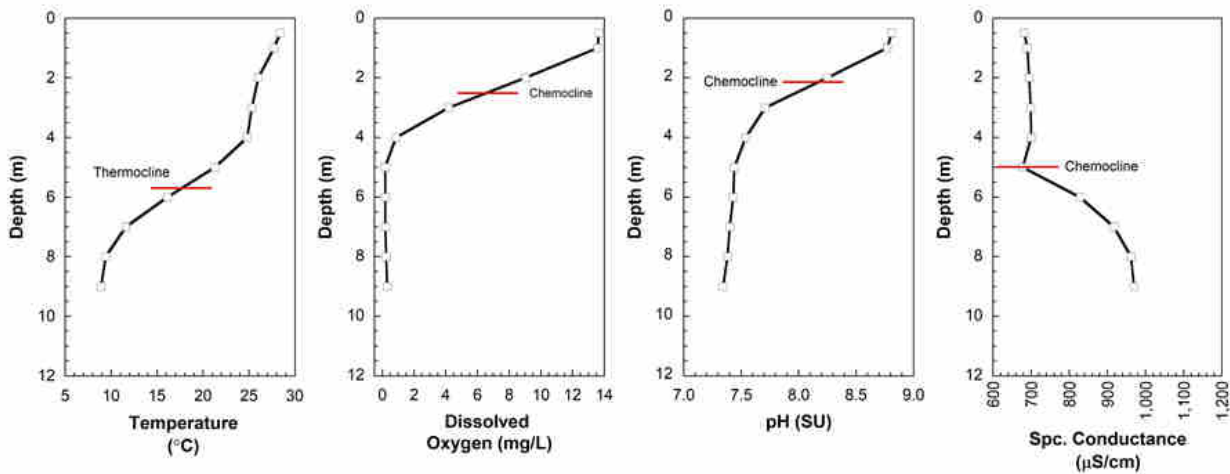 0
2
4
6
8
10
12
Depth (m)
Thermocline
5 10 15 20 25 30
Temperature
(°C)
0
2
4
6
8
10
12
Depth (m)
Chemocline
0 2 4 6 8 10 12 14
Dissolved
Oxygen (mg/L)
0
2
4
6
8
10
12
Depth (m)
Chemocline
7.0 7.5 8.0 8.5 9.0
pH (SU)
0
2
4
6
8
10
12
Depth (m)
Chemocline
600 700 800 900 1,000 1,100 1,200
Spc. Conductance
(µS/cm)